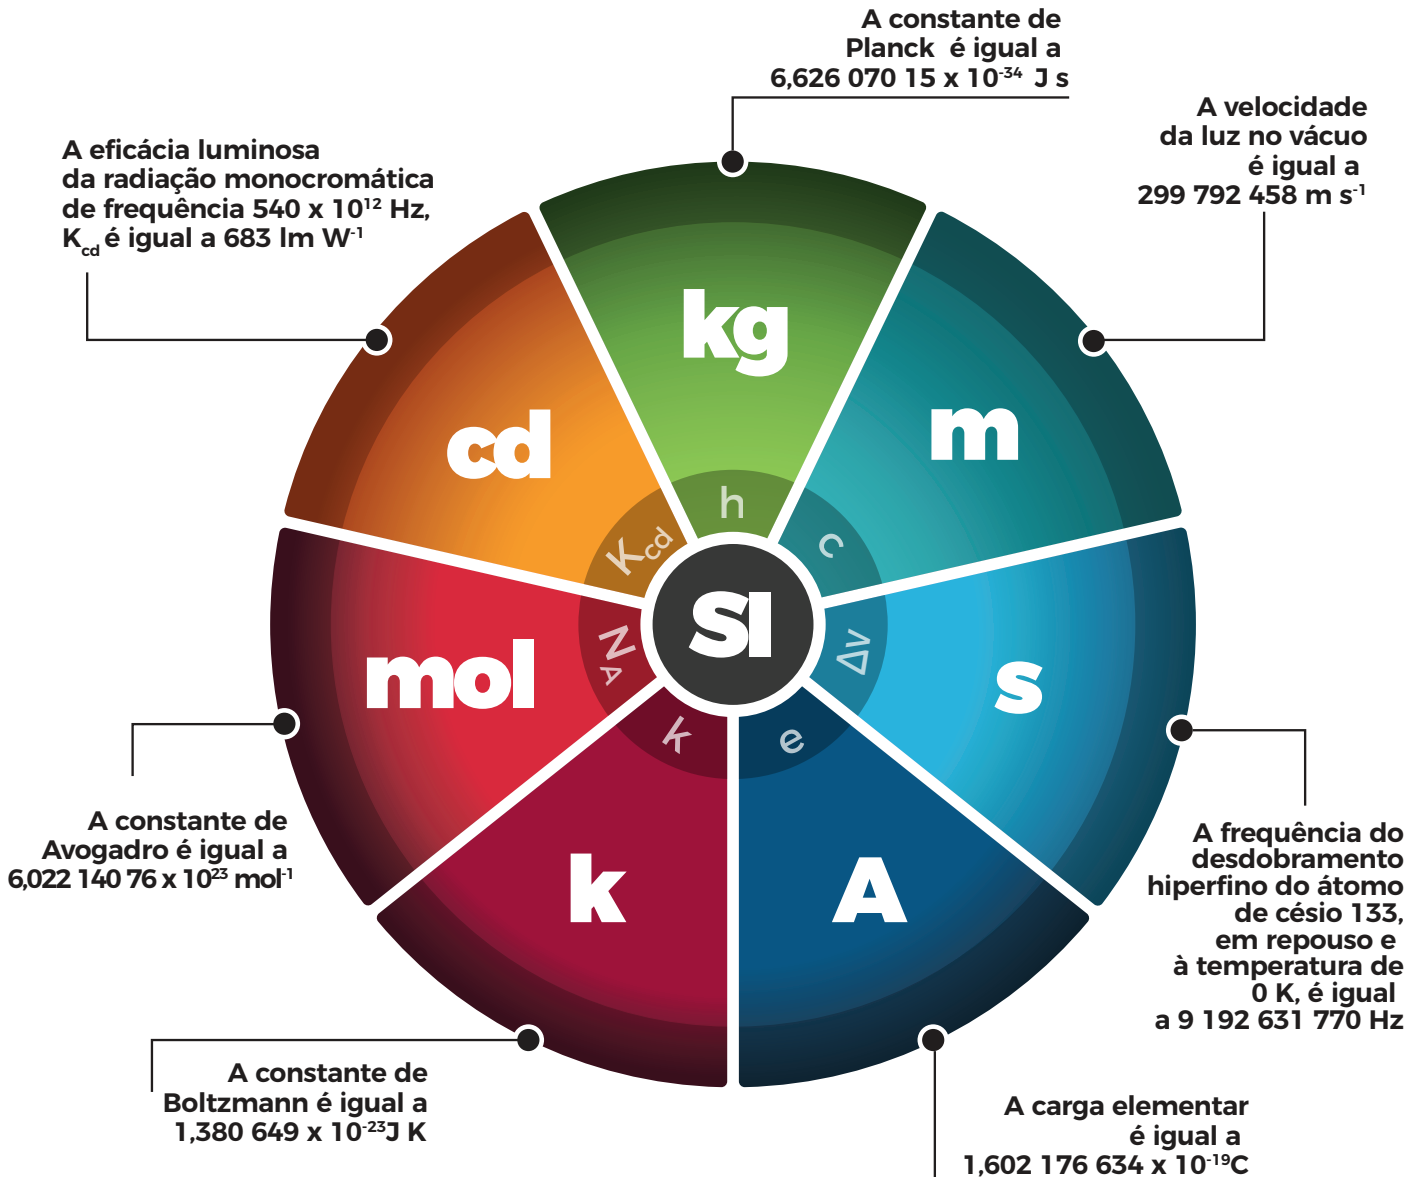 A constante de
Planck é igual a
6,626 070 15 x 10⁻³⁴ J s
A velocidade
da luz no vácuo
é igual a
299 792 458 m s⁻¹
A eficácia luminosa
da radiação monocromática
de frequência 540 x 10¹² Hz,
K_cd é igual a 683 lm W⁻¹
kg
m
cd
h
c
K_cd
SI
Δν
N_A
mol
s
k
e
k
A
A constante de
Avogadro é igual a
6,022 140 76 x 10²³ mol⁻¹
A frequência do
desdobramento
hiperfino do átomo
de césio 133,
em repouso e
à temperatura de
0 K, é igual
a 9 192 631 770 Hz
A constante de
Boltzmann é igual a
1,380 649 x 10⁻²³J K
A carga elementar
é igual a
1,602 176 634 x 10⁻¹⁹C